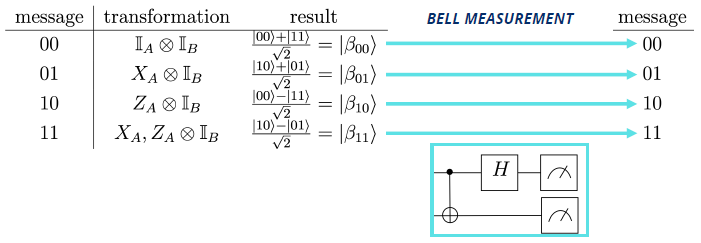 message transformation result BELL MEASUREMENT message
00 𝕀_A ⊗ 𝕀_B (|00⟩+|11⟩)/√2 = |β₀₀⟩ 00
01 X_A ⊗ 𝕀_B (|10⟩+|01⟩)/√2 = |β₀₁⟩ 01
10 Z_A ⊗ 𝕀_B (|00⟩−|11⟩)/√2 = |β₁₀⟩ 10
11 X_A, Z_A ⊗ 𝕀_B (|10⟩−|01⟩)/√2 = |β₁₁⟩ 11
H